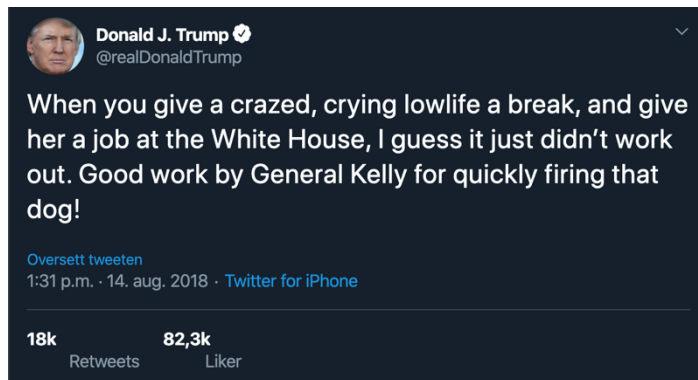 Donald J. Trump
@realDonaldTrump
When you give a crazed, crying lowlife a break, and give
her a job at the White House, I guess it just didn’t work
out. Good work by General Kelly for quickly firing that
dog!
Oversett tweeten
1:31 p.m. · 14. aug. 2018 · Twitter for iPhone
18k 82,3k
Retweets Liker